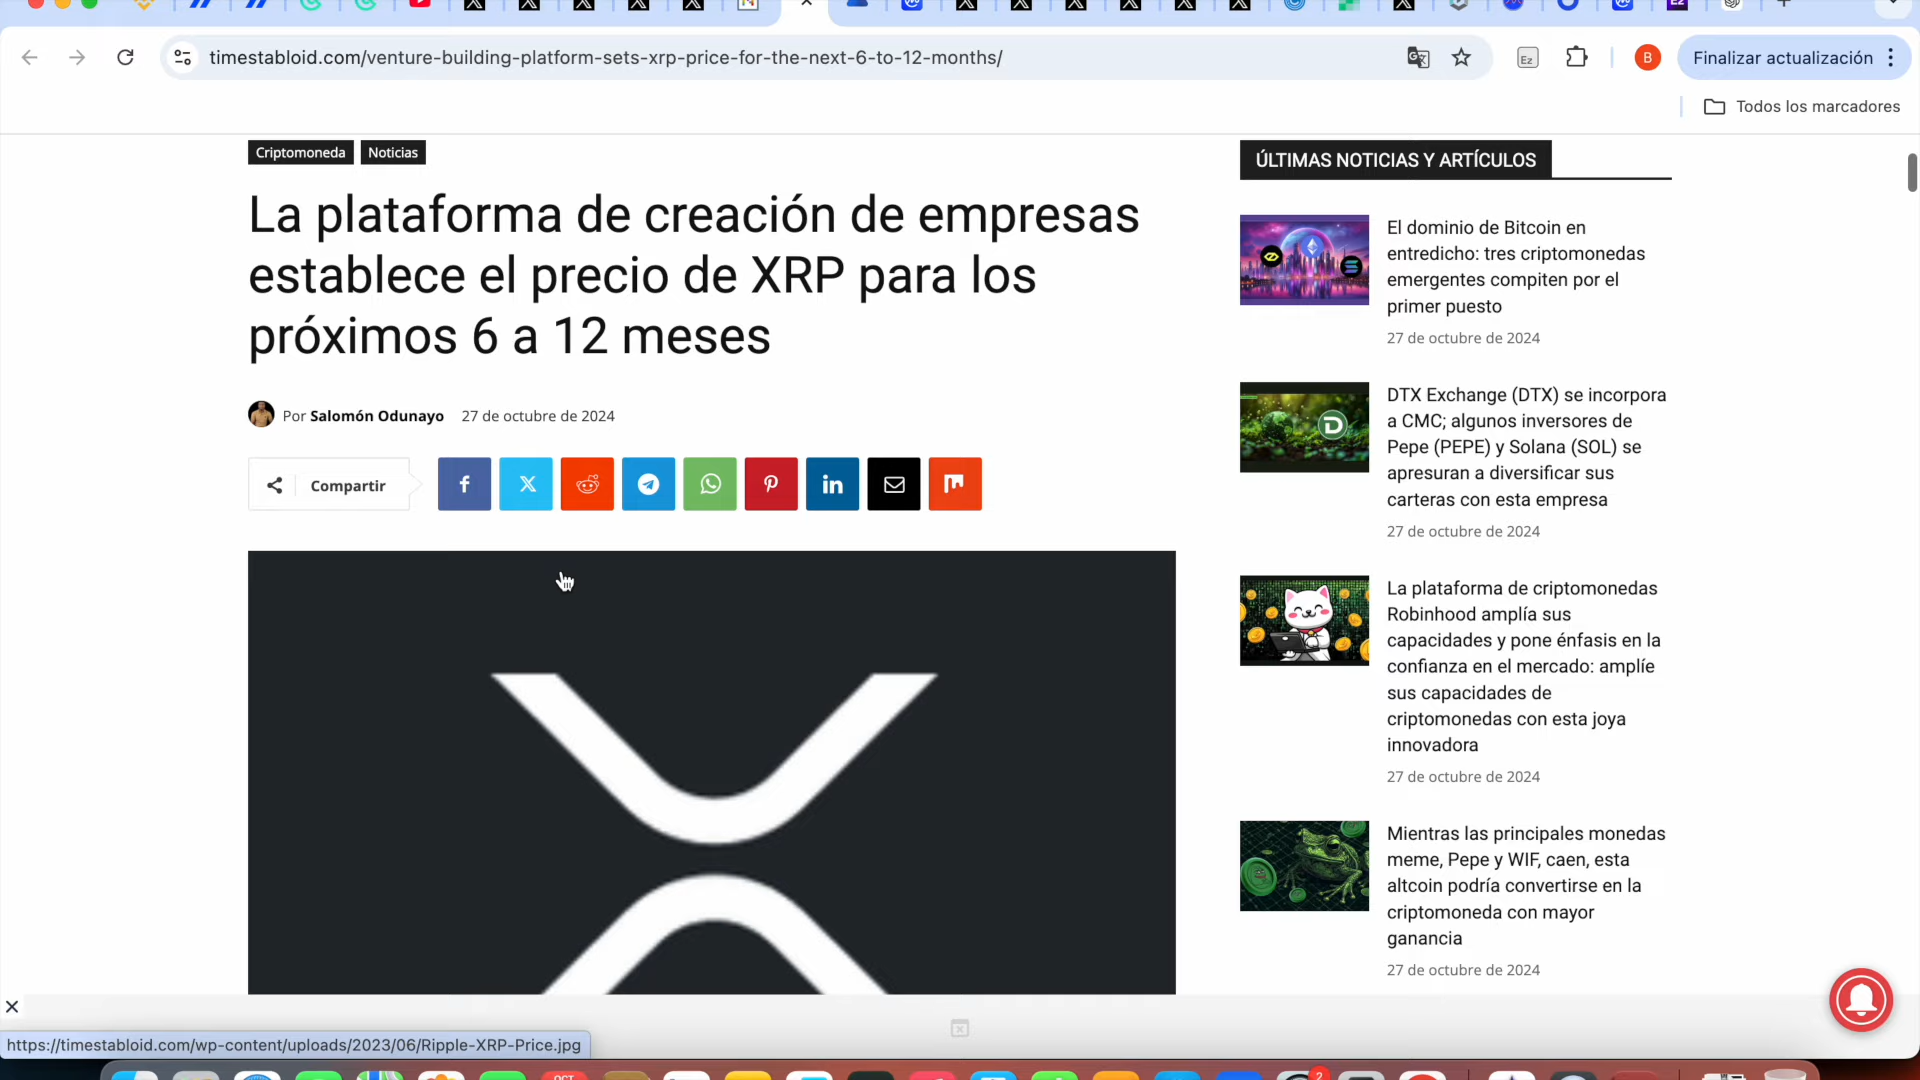 timestabloid.com/venture-building-platform-sets-xrp-price-for-the-next-6-to-12-months/
Ez
B
Finalizar actualización
Todos los marcadores
Criptomoneda
Noticias
La plataforma de creación de empresas
establece el precio de XRP para los
próximos 6 a 12 meses
Por Salomón Odunayo 27 de octubre de 2024
Compartir
ÚLTIMAS NOTICIAS Y ARTÍCULOS
El dominio de Bitcoin en
entredicho: tres criptomonedas
emergentes compiten por el
primer puesto
27 de octubre de 2024
DTX Exchange (DTX) se incorpora
a CMC; algunos inversores de
Pepe (PEPE) y Solana (SOL) se
apresuran a diversificar sus
carteras con esta empresa
27 de octubre de 2024
La plataforma de criptomonedas
Robinhood amplía sus
capacidades y pone énfasis en la
confianza en el mercado: amplíe
sus capacidades de
criptomonedas con esta joya
innovadora
27 de octubre de 2024
Mientras las principales monedas
meme, Pepe y WIF, caen, esta
altcoin podría convertirse en la
criptomoneda con mayor
ganancia
27 de octubre de 2024
https://timestabloid.com/wp-content/uploads/2023/06/Ripple-XRP-Price.jpg
OCT
2